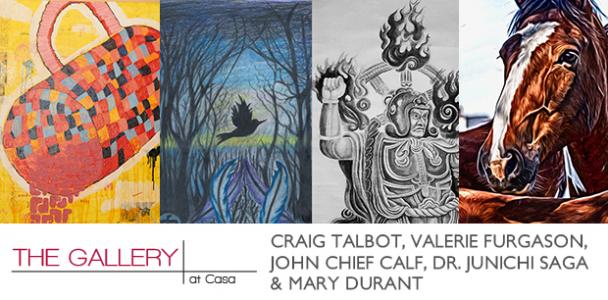 THE GALLERY
at Casa
CRAIG TALBOT, VALERIE FURGASON,
JOHN CHIEF CALF, DR. JUNICHI SAGA
& MARY DURANT